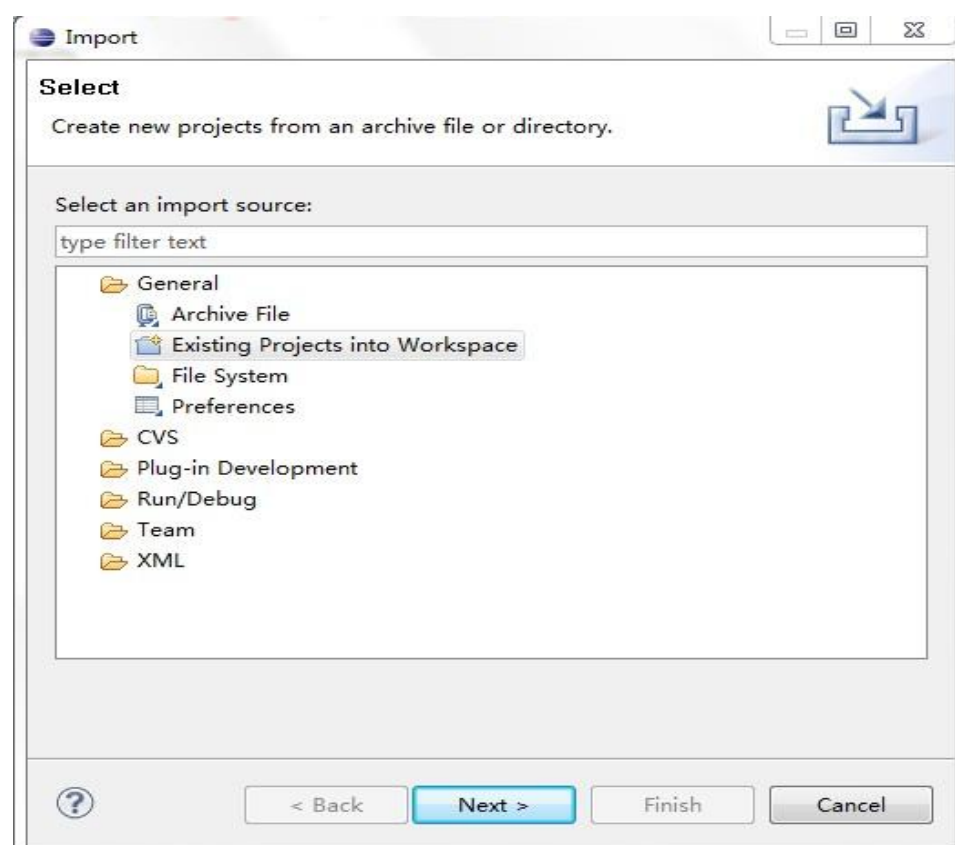 Import
Select
Create new projects from an archive file or directory.
Select an import source:
type filter text
General
Archive File
Existing Projects into Workspace
File System
Preferences
CVS
Plug-in Development
Run/Debug
Team
XML
?
< Back Next > Finish Cancel